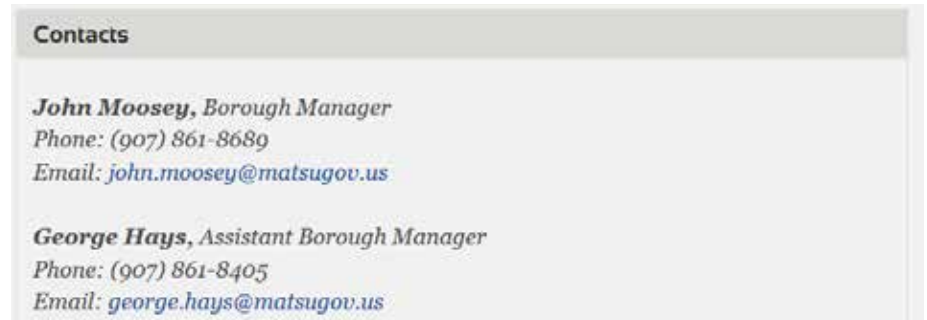 Contacts
John Moosey, Borough Manager
Phone: (907) 861-8689
Email: john.moosey@matsugov.us
George Hays, Assistant Borough Manager
Phone: (907) 861-8405
Email: george.hays@matsugov.us